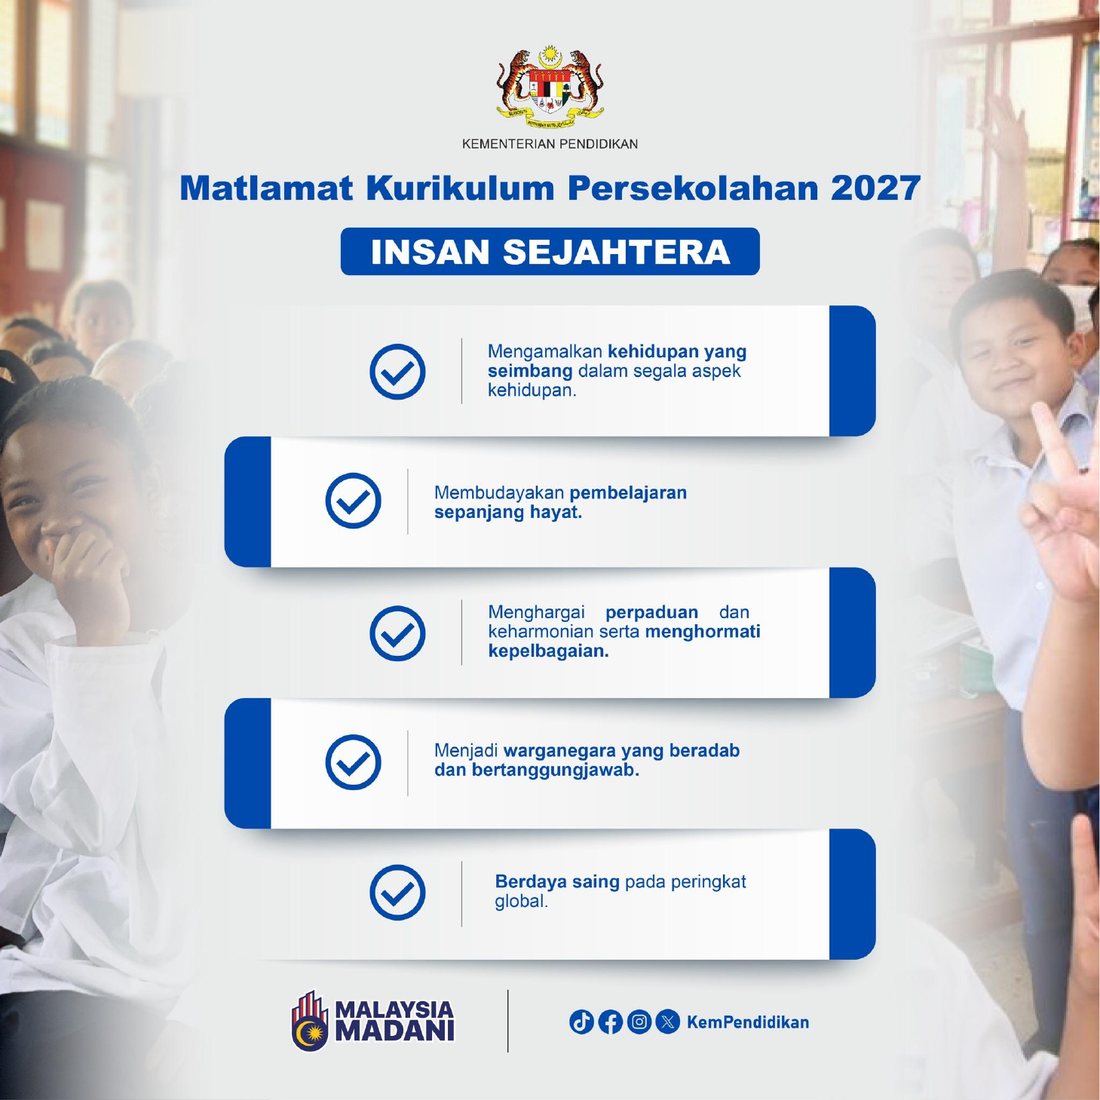 KEMENTERIAN PENDIDIKAN
Matlamat Kurikulum Persekolahan 2027
INSAN SEJAHTERA
Mengamalkan kehidupan yang
seimbang dalam segala aspek
kehidupan.
Membudayakan pembelajaran
sepanjang hayat.
Menghargai perpaduan dan
keharmonian serta menghormati
kepelbagaian.
Menjadi warganegara yang beradab
dan bertanggungjawab.
Berdaya saing pada peringkat
global.
MALAYSIA
MADANI
KemPendidikan